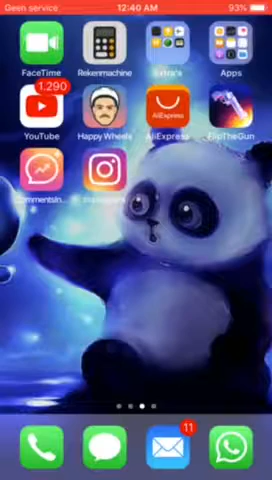 Geen service 12:40 AM 93%
FaceTime Rekenmachine Extra's Apps
1.290
YouTube Happy Wheels AliExpress FlipTheGun
AliExpress
CommentsIn... Instagram
11